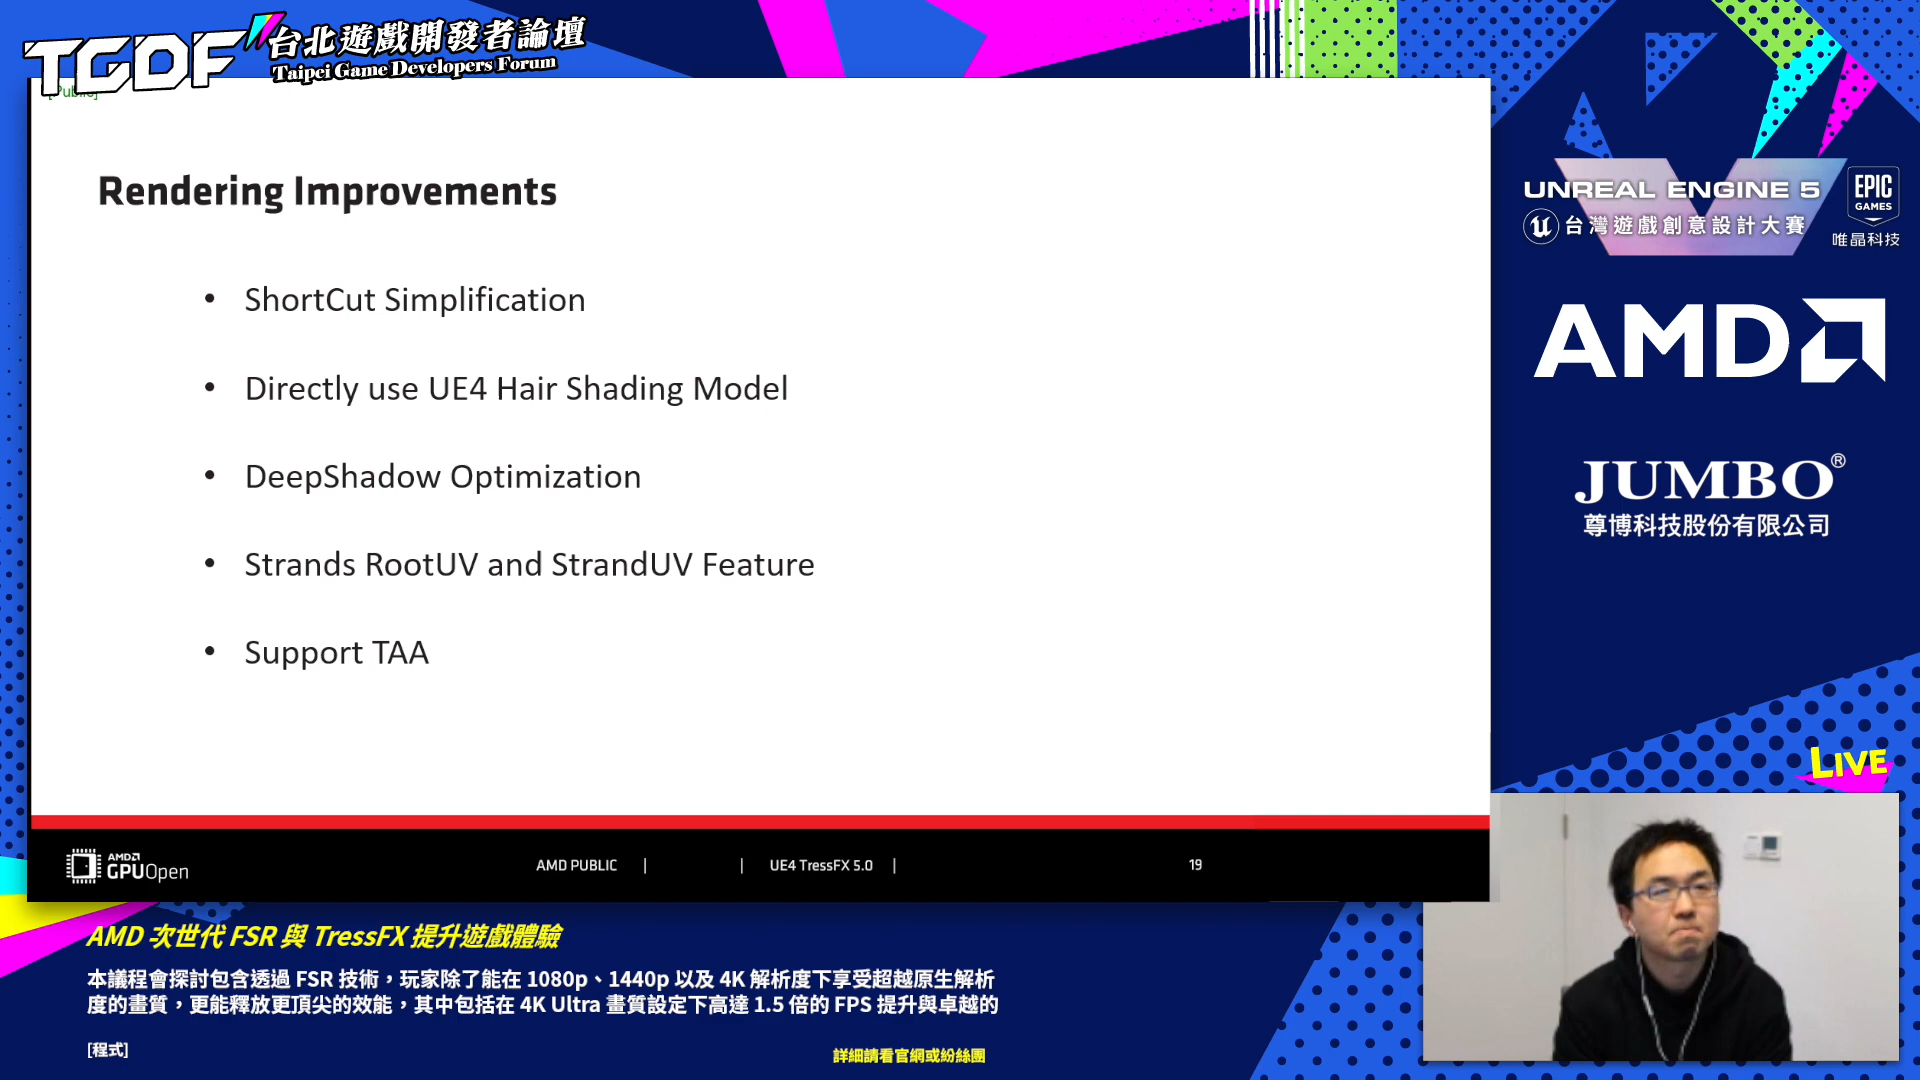 TGDF 台北遊戲開發者論壇
Taipei Game Developers Forum
[Public]
Rendering Improvements
• ShortCut Simplification
• Directly use UE4 Hair Shading Model
• DeepShadow Optimization
• Strands RootUV and StrandUV Feature
• Support TAA
AMD GPUOpen
AMD PUBLIC | | UE4 TressFX 5.0 | 19
UNREAL ENGINE 5
台灣遊戲創意設計大賽
EPIC GAMES
唯晶科技
AMD
JUMBO®
尊博科技股份有限公司
LIVE
AMD 次世代 FSR 與 TressFX 提升遊戲體驗
本議程會探討包含透過 FSR 技術，玩家除了能在 1080p、1440p 以及 4K 解析度下享受超越原生解析
度的畫質，更能釋放更頂尖的效能，其中包括在 4K Ultra 畫質設定下高達 1.5 倍的 FPS 提升與卓越的
[程式]
詳細請看官網或紛絲團